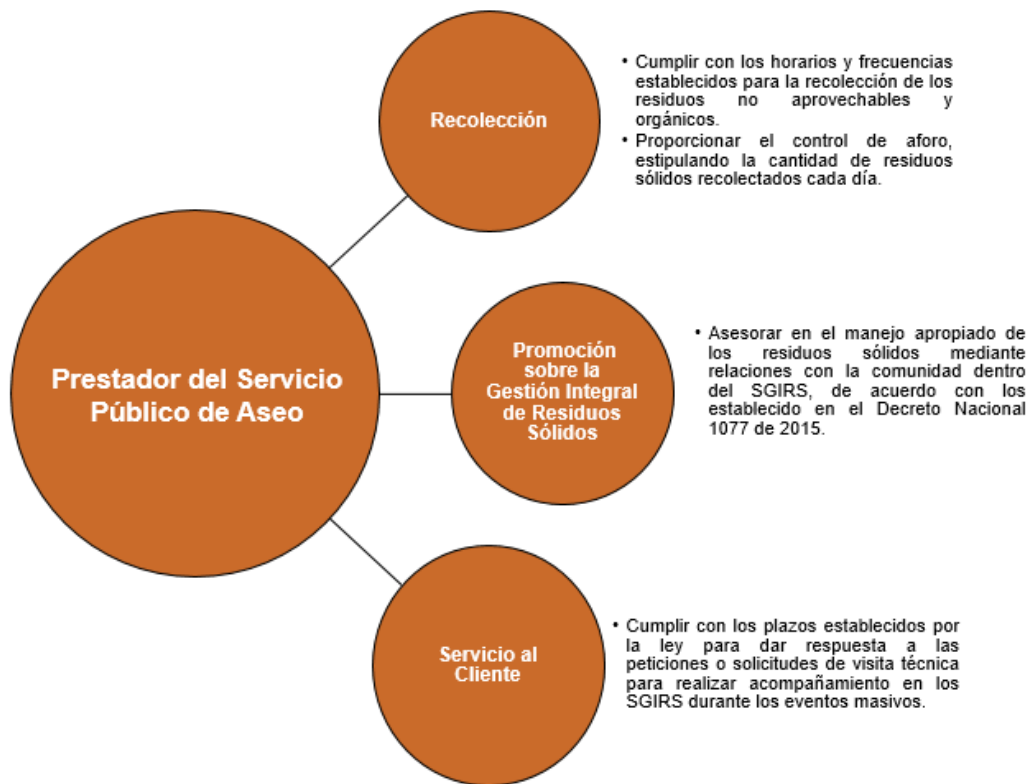 Prestador del Servicio
Público de Aseo
Recolección
• Cumplir con los horarios y frecuencias
establecidos para la recolección de los
residuos no aprovechables y
orgánicos.
• Proporcionar el control de aforo,
estipulando la cantidad de residuos
sólidos recolectados cada día.
Promoción
sobre la
Gestión Integral
de Residuos
Sólidos
• Asesorar en el manejo apropiado de
los residuos sólidos mediante
relaciones con la comunidad dentro
del SGIRS, de acuerdo con los
establecido en el Decreto Nacional
1077 de 2015.
Servicio al
Cliente
• Cumplir con los plazos establecidos por
la ley para dar respuesta a las
peticiones o solicitudes de visita técnica
para realizar acompañamiento en los
SGIRS durante los eventos masivos.